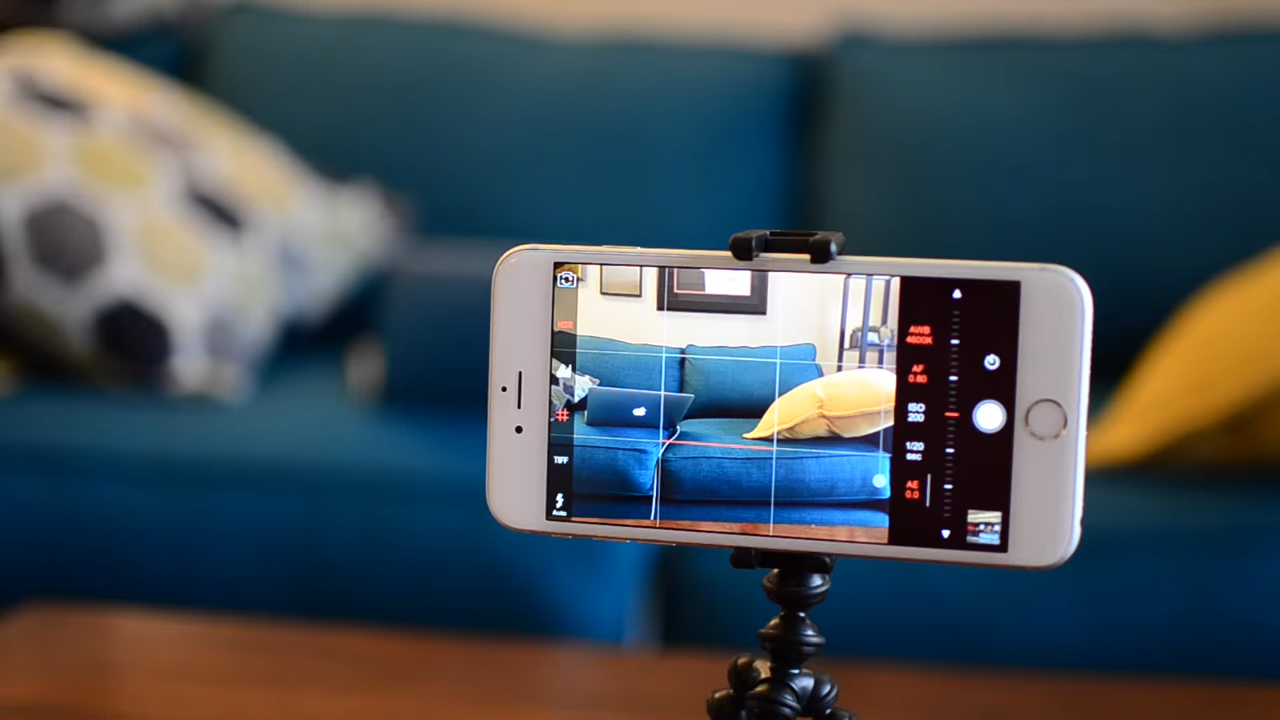 HDR
#
TIFF
Auto
AWB
4600K
AF
0.80
ISO
200
1/20
sec
AE
0.0